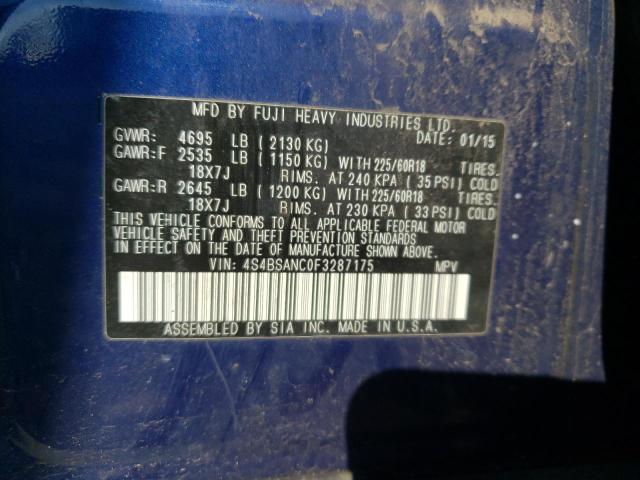 MFD BY FUJI HEAVY INDUSTRIES LTD.
DATE: 01/15
GVWR: 4695 LB ( 2130 KG)
GAWR:F 2535 LB ( 1150 KG) WITH 225/60R18 TIRES.
18X7J RIMS. AT 240 KPA ( 35 PSI) COLD
GAWR:R 2645 LB ( 1200 KG) WITH 225/60R18 TIRES.
18X7J RIMS. AT 230 KPA ( 33 PSI) COLD
THIS VEHICLE CONFORMS TO ALL APPLICABLE FEDERAL MOTOR
VEHICLE SAFETY AND THEFT PREVENTION STANDARDS
IN EFFECT ON THE DATE OF MANUFACTURE SHOWN ABOVE.
VIN: 4S4BSANC0F3287175 MPV
ASSEMBLED BY SIA INC. MADE IN U.S.A.